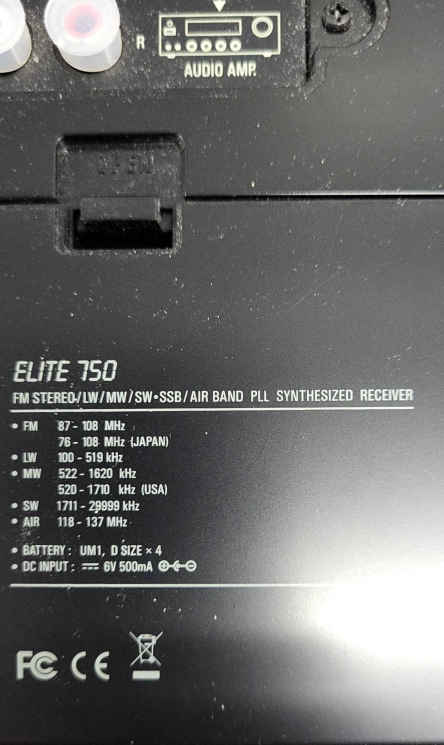 R
AUDIO AMP.
OPEN
ELITE 750
FM STEREO/LW/MW/SW•SSB/AIR BAND PLL SYNTHESIZED RECEIVER
• FM 87 - 108 MHz
76 - 108 MHz (JAPAN)
• LW 100 - 519 kHz
• MW 522 - 1620 kHz
520 - 1710 kHz (USA)
• SW 1711 - 29999 kHz
• AIR 118 - 137 MHz
• BATTERY : UM1, D SIZE × 4
• DC INPUT : 6V 500mA
FC CE